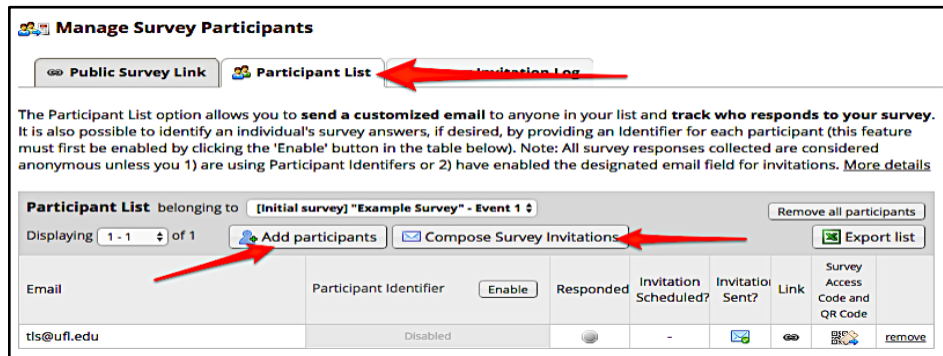 Manage Survey Participants
Public Survey Link Participant List Invitation Log
The Participant List option allows you to send a customized email to anyone in your list and track who responds to your survey.
It is also possible to identify an individual's survey answers, if desired, by providing an Identifier for each participant (this feature
must first be enabled by clicking the 'Enable' button in the table below). Note: All survey responses collected are considered
anonymous unless you 1) are using Participant Identifers or 2) have enabled the designated email field for invitations. More details
Participant List belonging to [Initial survey] "Example Survey" - Event 1 Remove all participants
Displaying 1 - 1 of 1 Add participants Compose Survey Invitations Export list
Email Participant Identifier Enable Responded Invitation Scheduled? Invitation Sent? Link Survey Access Code and QR Code
tls@ufl.edu Disabled - remove